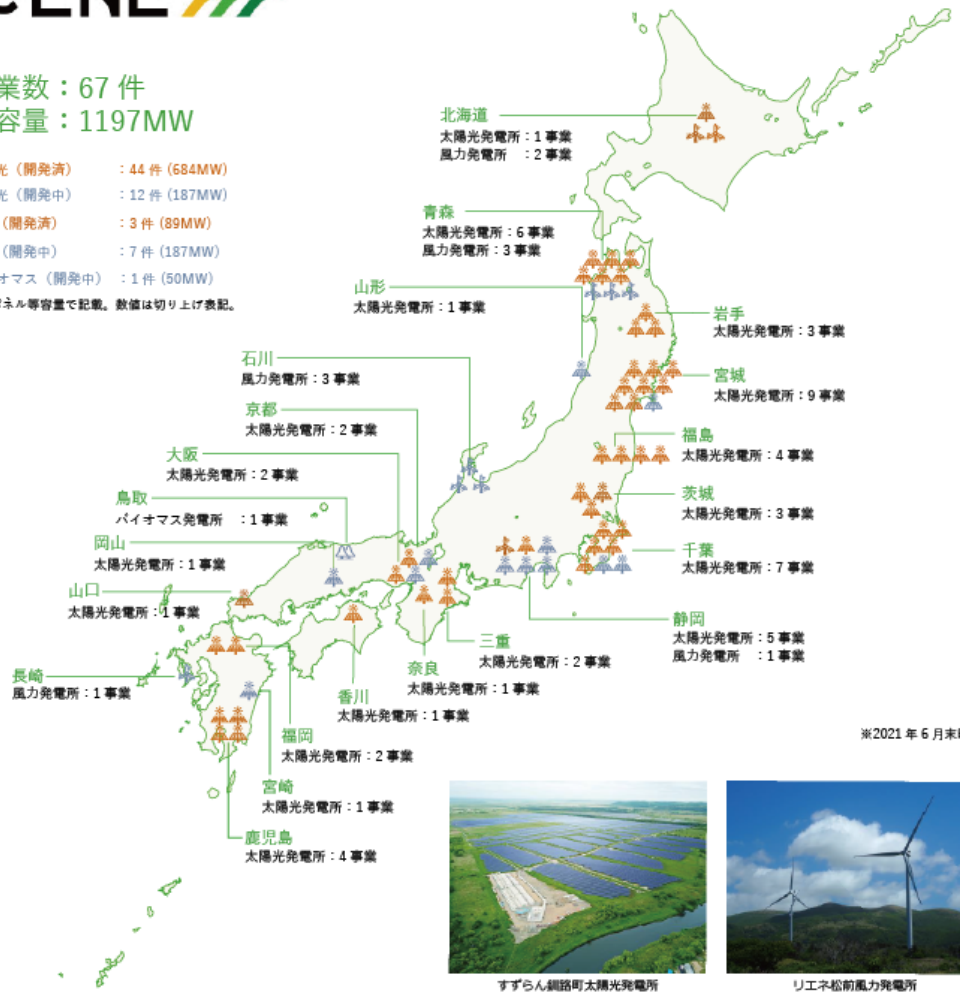 ENE
業数：67 件
容量：1197MW
光（開発済） ：44 件 (684MW)
光（開発中） ：12 件 (187MW)
（開発済） ：3 件 (89MW)
（開発中） ：7 件 (187MW)
オマス（開発中） ：1 件 (50MW)
ネル等容量で記載。数値は切り上げ表記。
北海道
太陽光発電所：1 事業
風力発電所 ：2 事業
青森
太陽光発電所：6 事業
風力発電所：3 事業
山形
太陽光発電所：1 事業
岩手
太陽光発電所：3 事業
石川
風力発電所：3 事業
宮城
太陽光発電所：9 事業
京都
太陽光発電所：2 事業
福島
太陽光発電所：4 事業
大阪
太陽光発電所：2 事業
茨城
太陽光発電所：3 事業
鳥取
バイオマス発電所 ：1 事業
岡山
太陽光発電所：1 事業
千葉
太陽光発電所：7 事業
山口
太陽光発電所：1 事業
静岡
太陽光発電所：5 事業
風力発電所 ：1 事業
三重
太陽光発電所：2 事業
長崎
風力発電所：1 事業
奈良
太陽光発電所：1 事業
香川
太陽光発電所：1 事業
福岡
太陽光発電所：2 事業
宮崎
太陽光発電所：1 事業
鹿児島
太陽光発電所：4 事業
※2021 年 6 月末
すずらん釧路町太陽光発電所
リエネ松前風力発電所